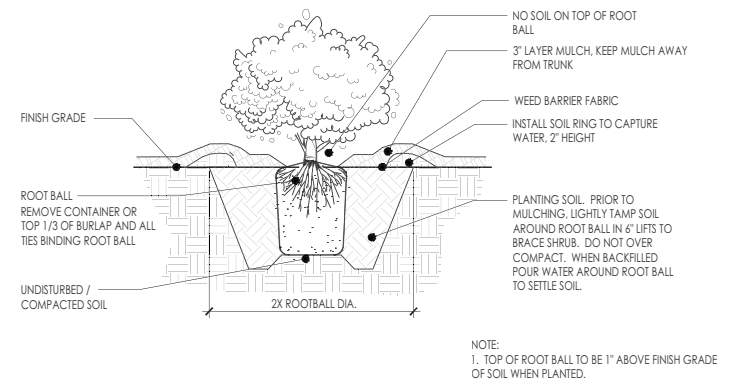 NO SOIL ON TOP OF ROOT
BALL
3" LAYER MULCH, KEEP MULCH AWAY
FROM TRUNK
WEED BARRIER FABRIC
INSTALL SOIL RING TO CAPTURE
WATER, 2" HEIGHT
FINISH GRADE
ROOT BALL
REMOVE CONTAINER OR
TOP 1/3 OF BURLAP AND ALL
TIES BINDING ROOT BALL
PLANTING SOIL. PRIOR TO
MULCHING, LIGHTLY TAMP SOIL
AROUND ROOT BALL IN 6" LIFTS TO
BRACE SHRUB. DO NOT OVER
COMPACT. WHEN BACKFILLED
POUR WATER AROUND ROOT BALL
TO SETTLE SOIL.
UNDISTURBED /
COMPACTED SOIL
2X ROOTBALL DIA.
NOTE:
1. TOP OF ROOT BALL TO BE 1" ABOVE FINISH GRADE
OF SOIL WHEN PLANTED.